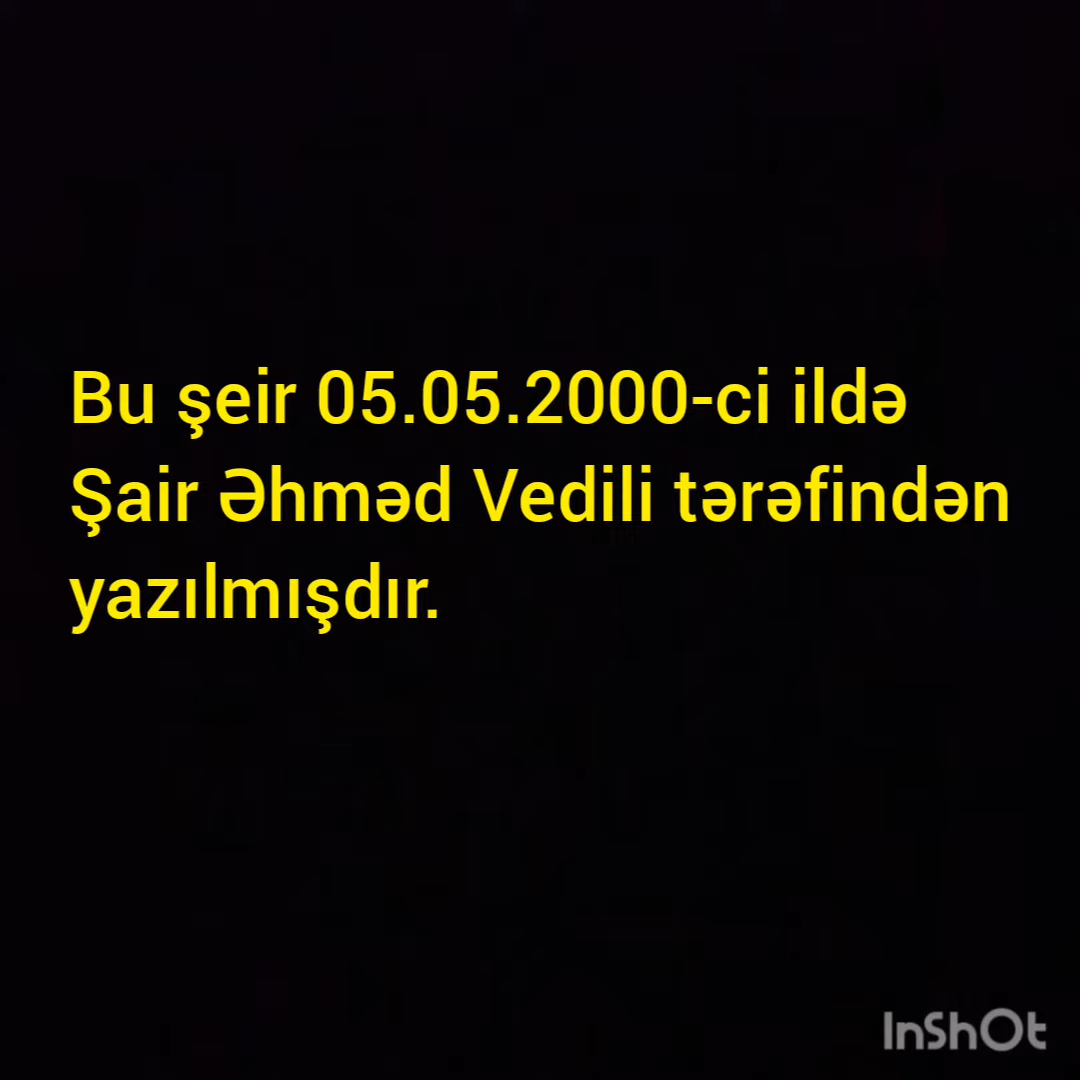 Bu şeir 05.05.2000-ci ildə
Şair Əhməd Vedili tərəfindən
yazılmışdır.
InShOt